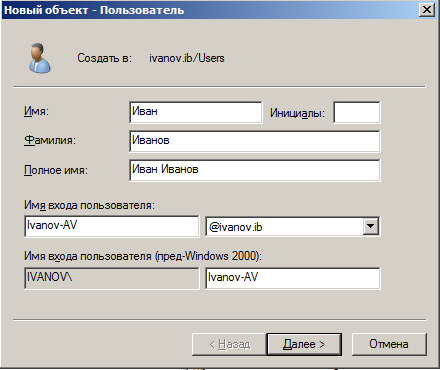 Новый объект - Пользователь
Создать в: ivanov.ib/Users
Имя: Иван Инициалы:
Фамилия: Иванов
Полное имя: Иван Иванов
Имя входа пользователя:
Ivanov-AV @ivanov.ib
Имя входа пользователя (пред-Windows 2000):
IVANOV\ Ivanov-AV
< Назад Далее > Отмена